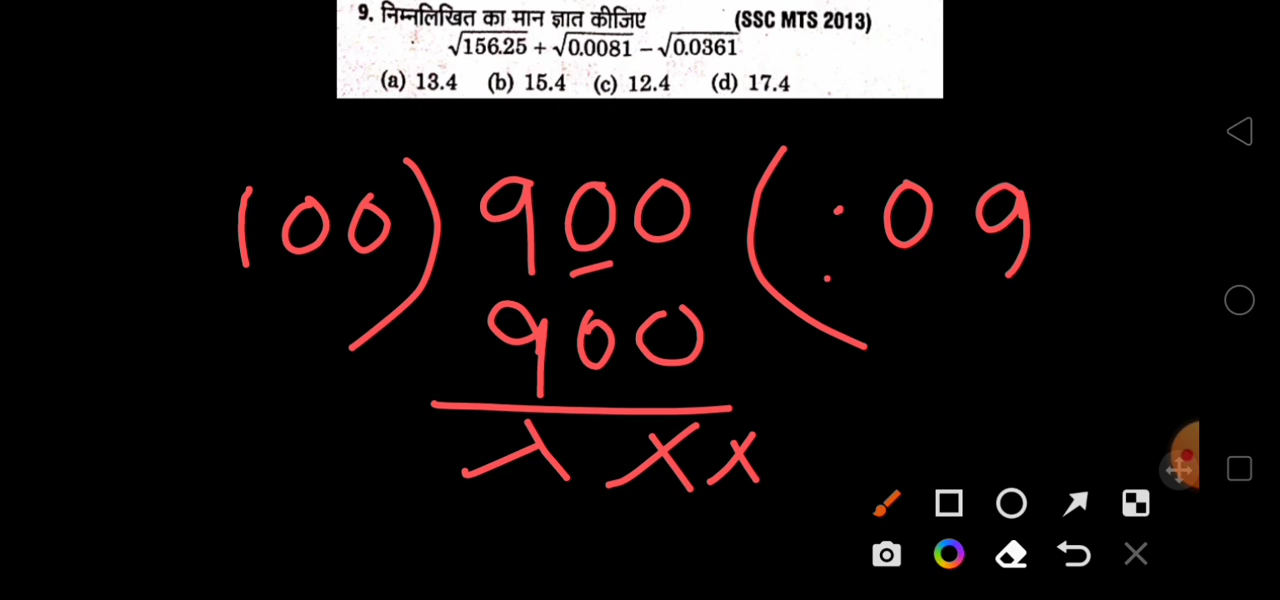 9. निम्नलिखित का मान ज्ञात कीजिए (SSC MTS 2013)
√156.25 + √0.0081 − √0.0361
(a) 13.4 (b) 15.4 (c) 12.4 (d) 17.4
100) 900 ( .09
900
× × ×